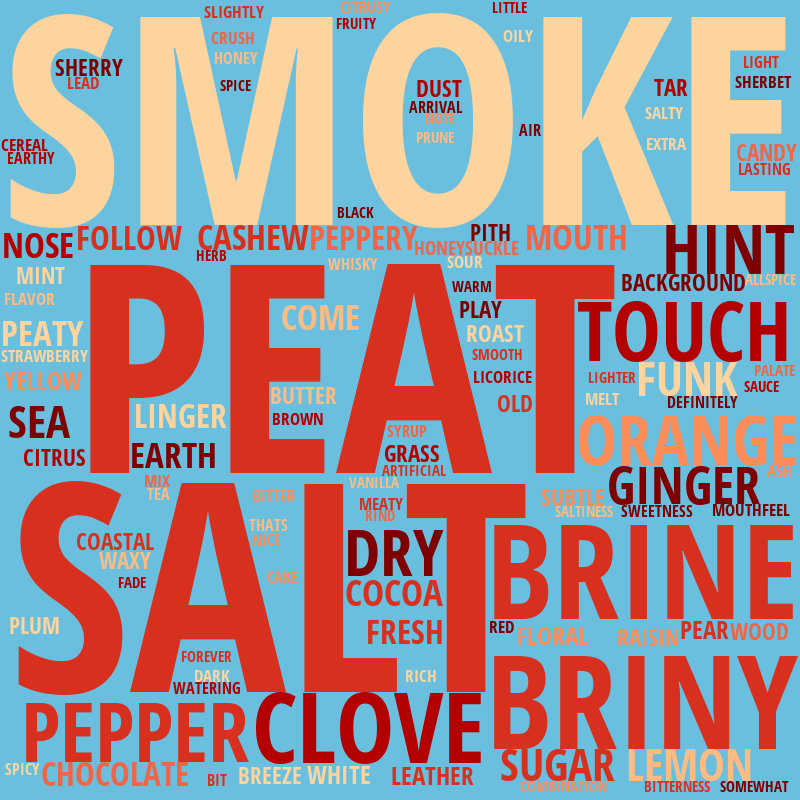 SLIGHTLY
CITRUSY
LITTLE
FRUITY
SMOKE
CRUSH
OILY
HONEY
SHERRY
LEAD
SPICE
DUST
TAR
LIGHT
SHERBET
ARRIVAL
NOTE
SALTY
PRUNE
AIR
EXTRA
CEREAL
EARTHY
CANDY
LASTING
BLACK
NOSE
FOLLOW
CASHEW
PEPPERY
PITH
HONEYSUCKLE
MOUTH
HINT
HERB
WHISKY
SOUR
MINT
WARM
BACKGROUND
ALLSPICE
FLAVOR
PEAT
COME
PLAY
TOUCH
PEATY
ROAST
STRAWBERRY
SMOOTH
YELLOW
LICORICE
LIGHTER
FUNK
PALATE
SAUCE
BUTTER
OLD
MELT
DEFINITELY
SEA
LINGER
BROWN
SYRUP
ORANGE
CITRUS
EARTH
GRASS
ARTIFICIAL
ASH
MIX
TEA
VANILLA
BITTER
GINGER
SUBTLE
MEATY
RIND
SALTINESS
SWEETNESS
MOUTHFEEL
SALT
THATS
NICE
COASTAL
WAXY
DRY
BRINE
FADE
CAKE
COCOA
PLUM
FRESH
RED
FLORAL
RAISIN
PEAR
WOOD
FOREVER
DARK
WATERING
RICH
BRINY
PEPPER
CLOVE
SPICY
CHOCOLATE
BIT
BREEZE
WHITE
LEATHER
SUGAR
LEMON
COMBINATION
BITTERNESS
SOMEWHAT